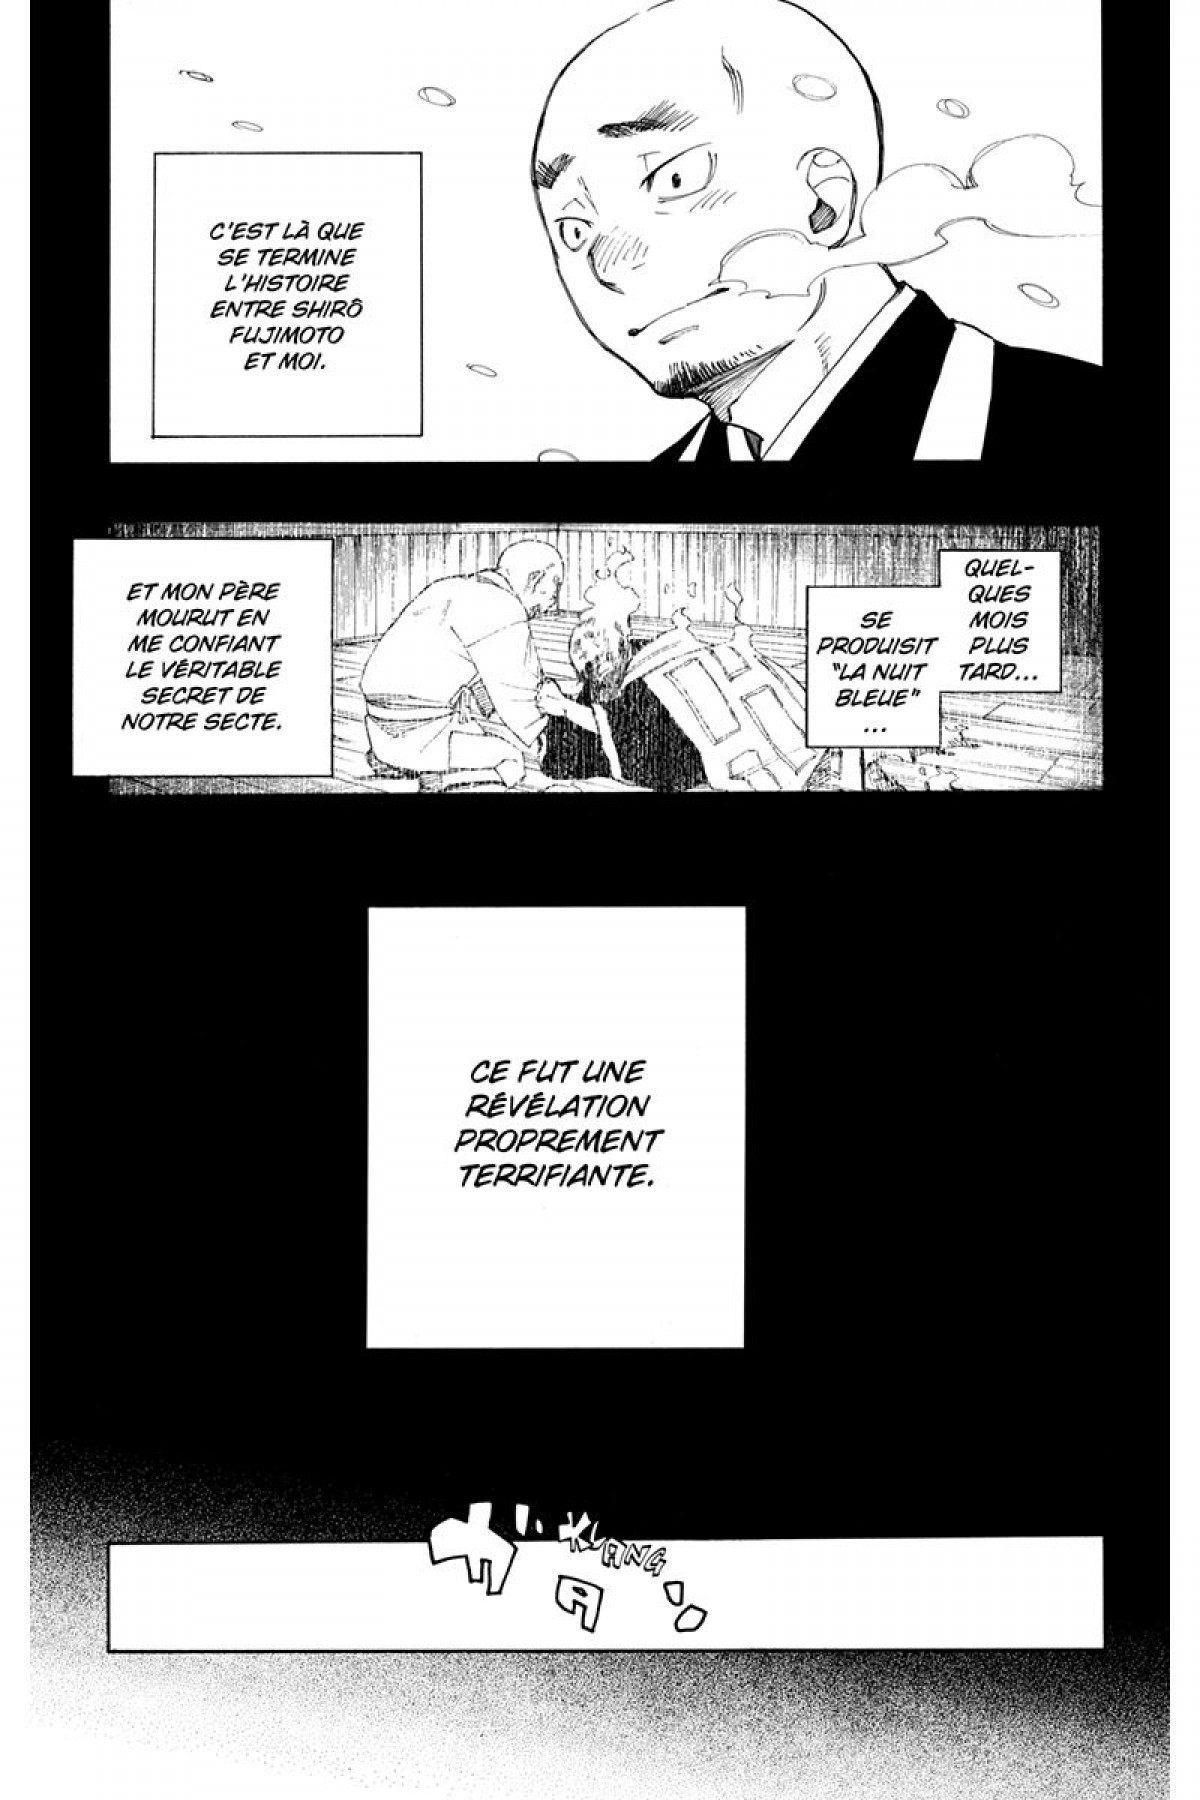 C'EST LÀ QUE
SE TERMINE
L'HISTOIRE
ENTRE SHIRÔ
FUJIMOTO
ET MOI.
QUEL-
QUES
MOIS
PLUS
TARD...
SE
PRODUISIT
"LA NUIT
BLEUE"
...
ET MON PÈRE
MOURUT EN
ME CONFIANT
LE VÉRITABLE
SECRET DE
NOTRE SECTE.
CE FUT UNE
RÉVÉLATION
PROPREMENT
TERRIFIANTE.
KLANG